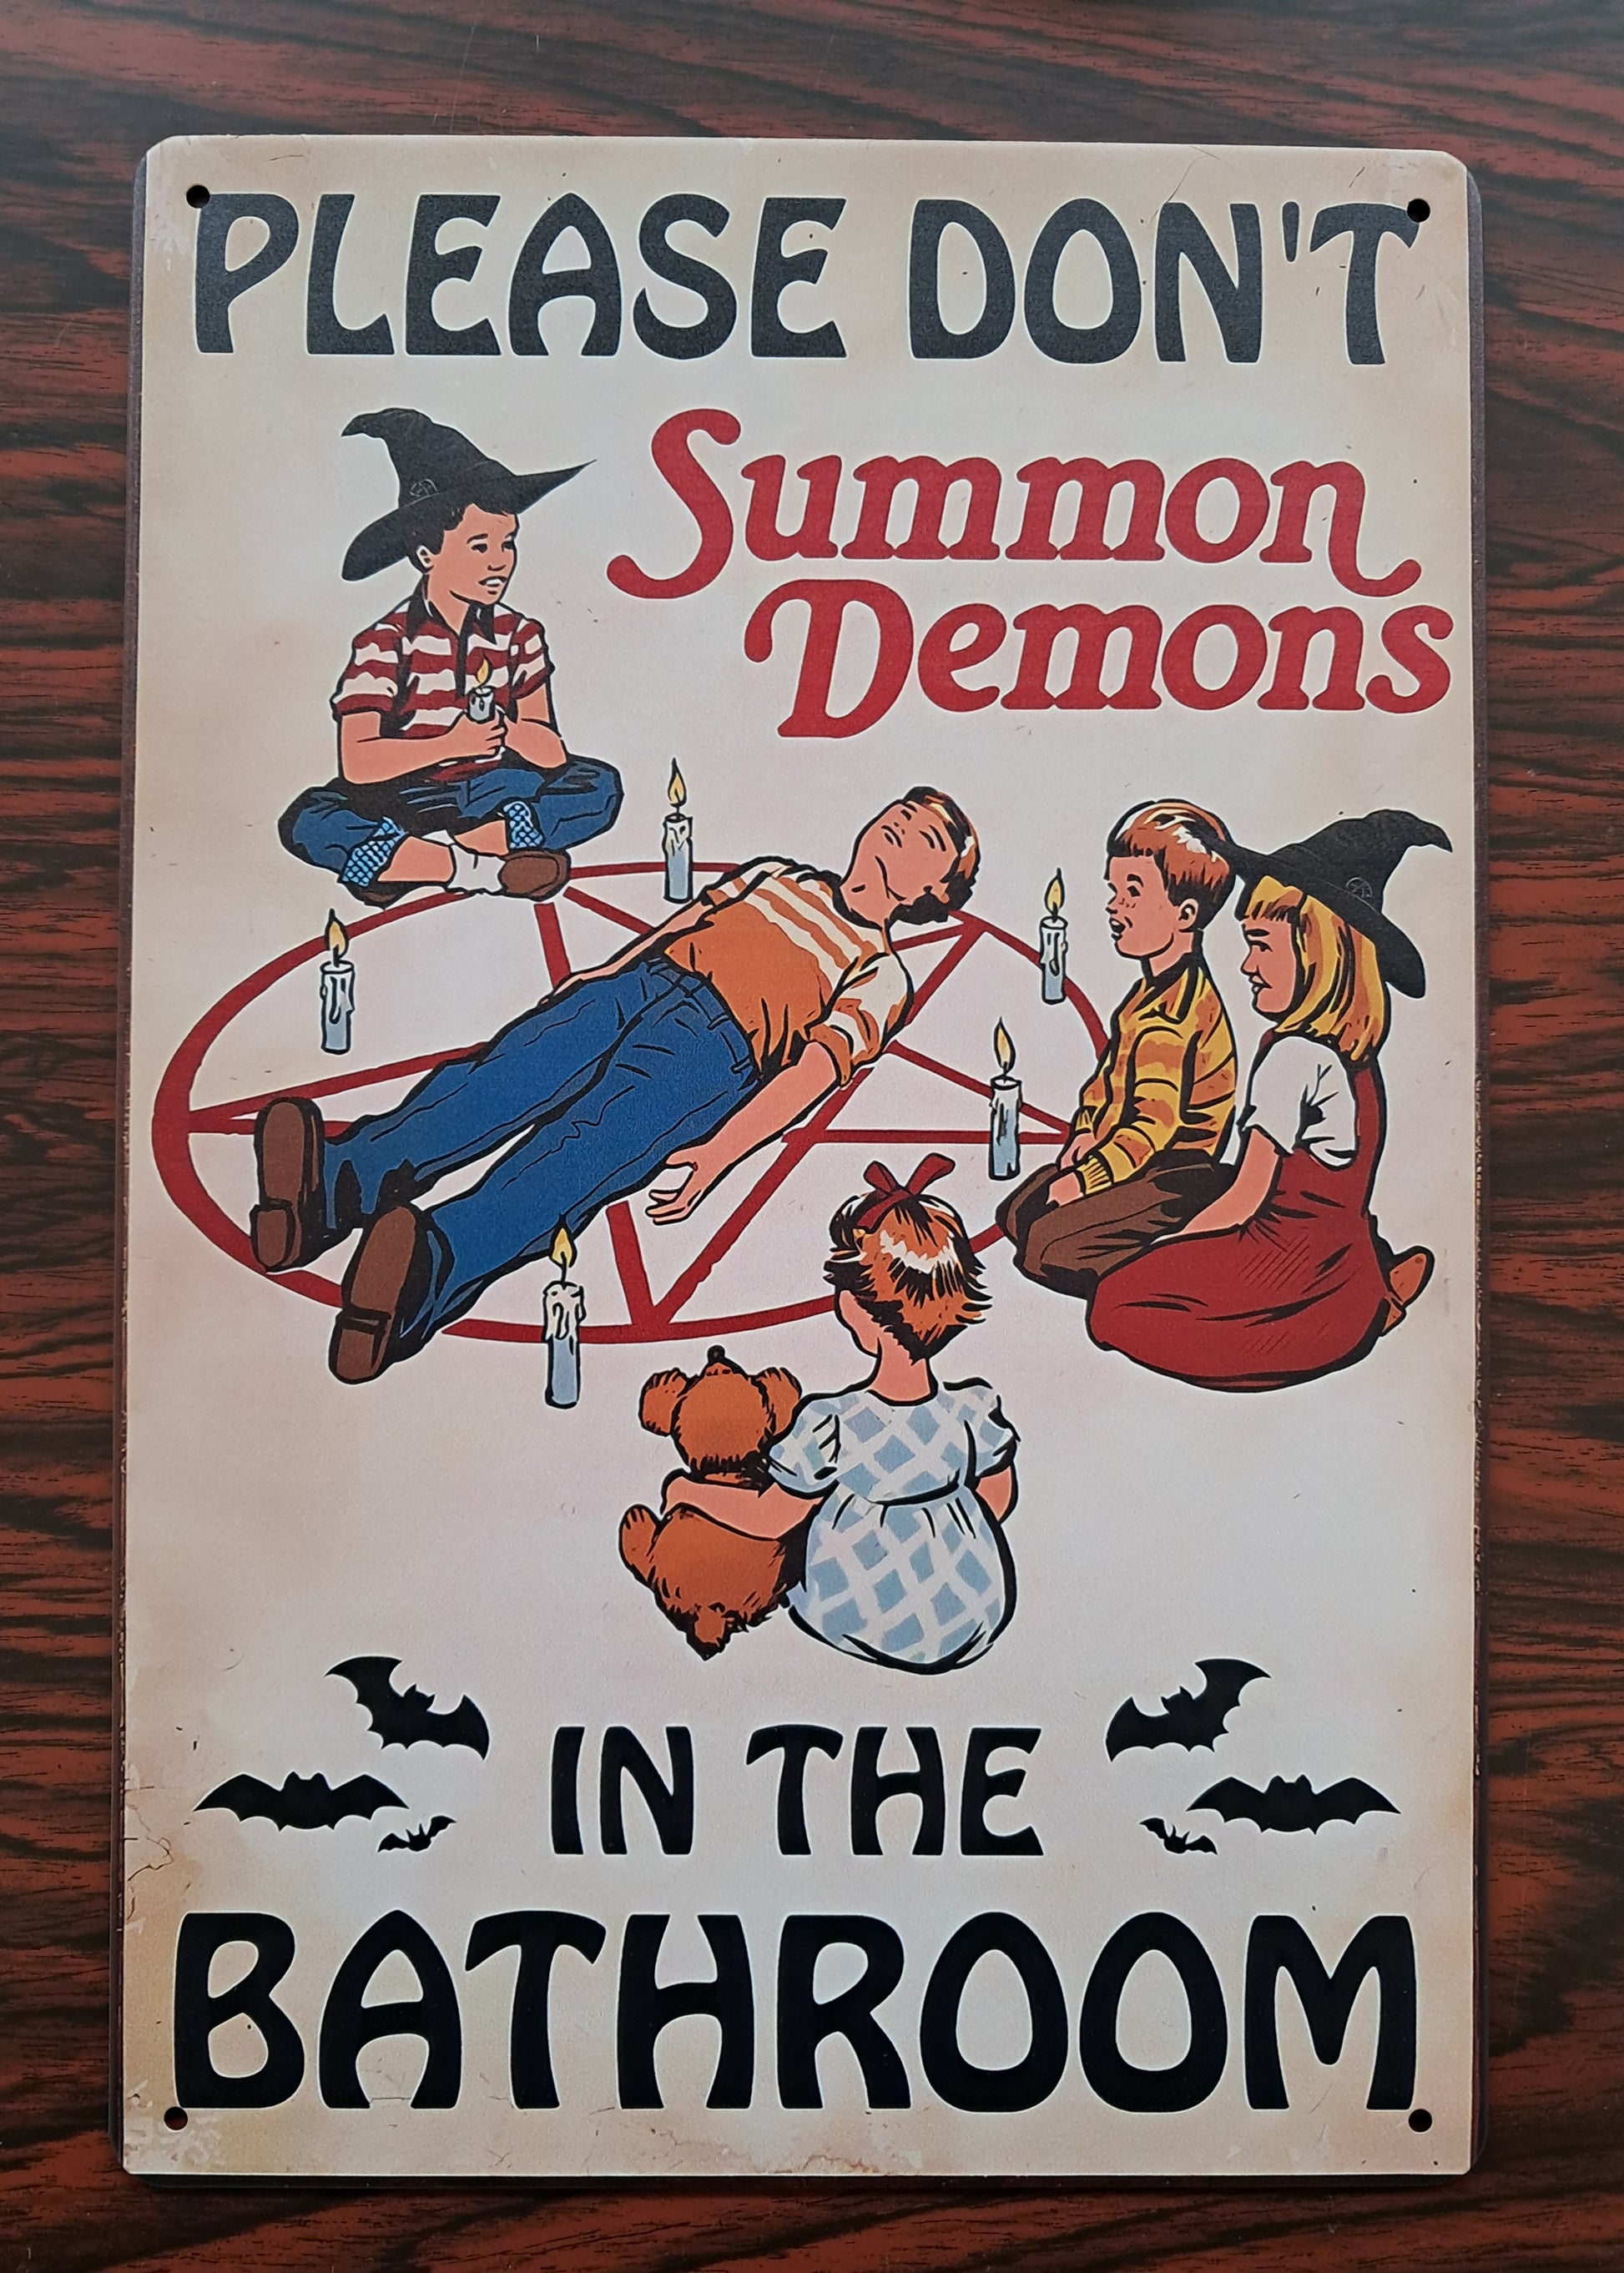 PLEASE DON'T
Summon
Demons
IN THE
BATHROOM